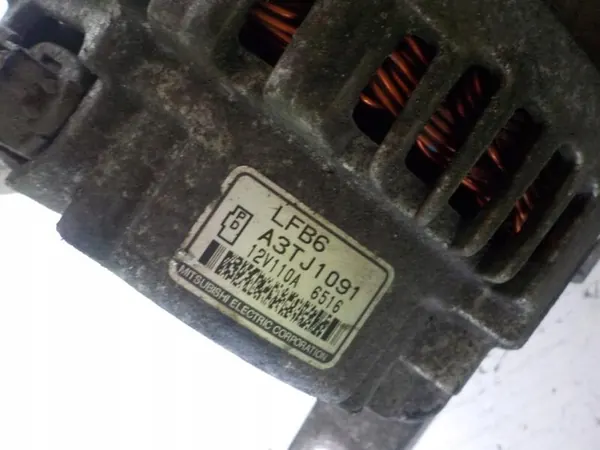 LFB6
P D
A3TJ1091
12V110A 6516
MITSUBISHI ELECTRIC CORPORATION